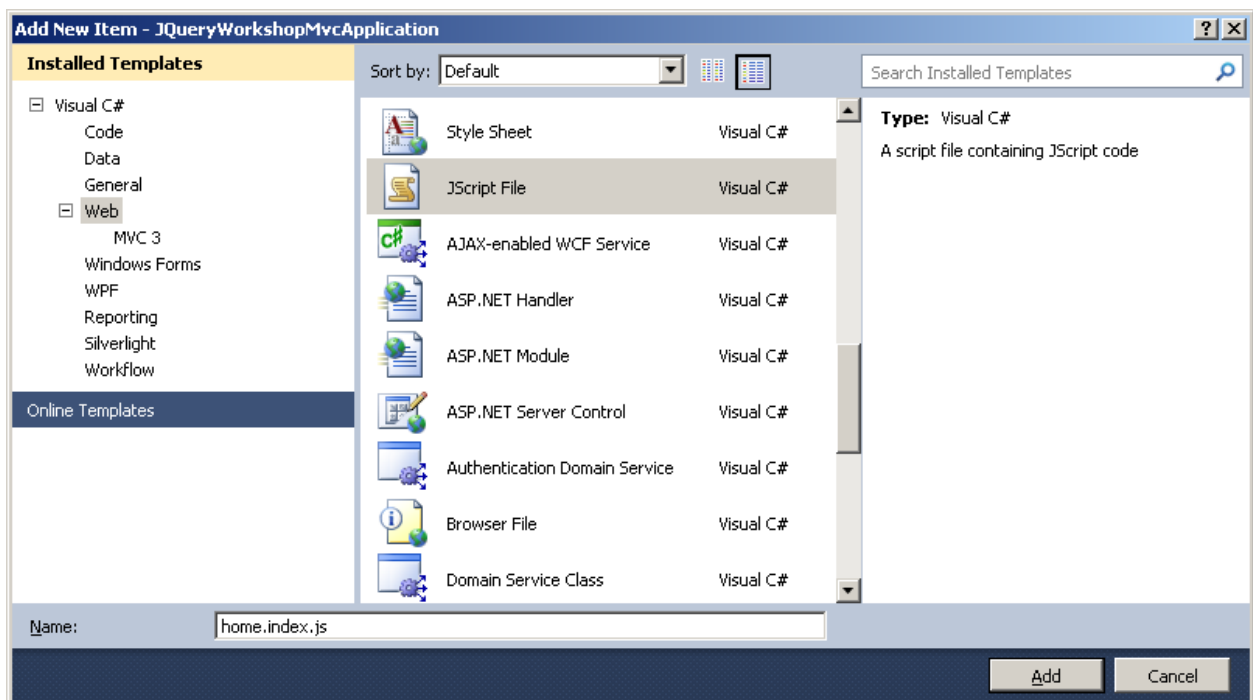 Add New Item - JQueryWorkshopMvcApplication
Installed Templates
Visual C#
Code
Data
General
Web
MVC 3
Windows Forms
WPF
Reporting
Silverlight
Workflow
Online Templates
Sort by: Default
Search Installed Templates
Style Sheet Visual C#
JScript File Visual C#
AJAX-enabled WCF Service Visual C#
ASP.NET Handler Visual C#
ASP.NET Module Visual C#
ASP.NET Server Control Visual C#
Authentication Domain Service Visual C#
Browser File Visual C#
Domain Service Class Visual C#
Type: Visual C#
A script file containing JScript code
Name: home.index.js
Add Cancel